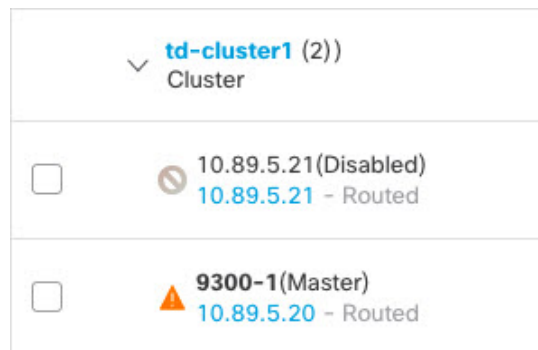 td-cluster1 (2))
Cluster
10.89.5.21(Disabled)
10.89.5.21 - Routed
9300-1(Master)
10.89.5.20 - Routed